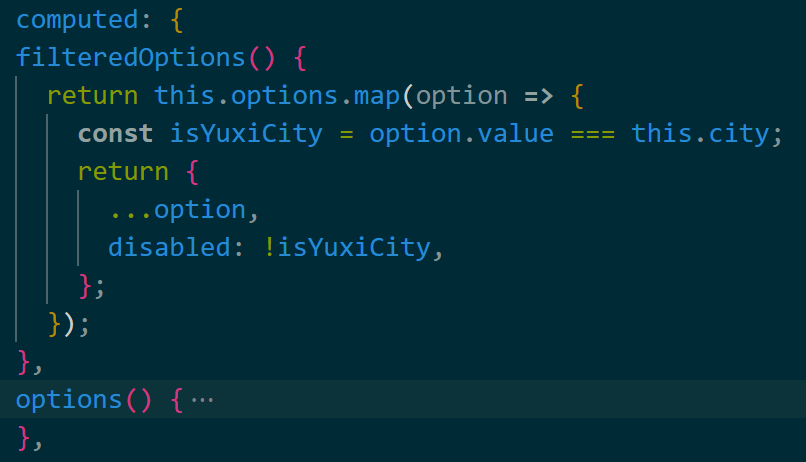 computed: {
filteredOptions() {
return this.options.map(option => {
const isYuxiCity = option.value === this.city;
return {
...option,
disabled: !isYuxiCity,
};
});
},
options() {⋯
},